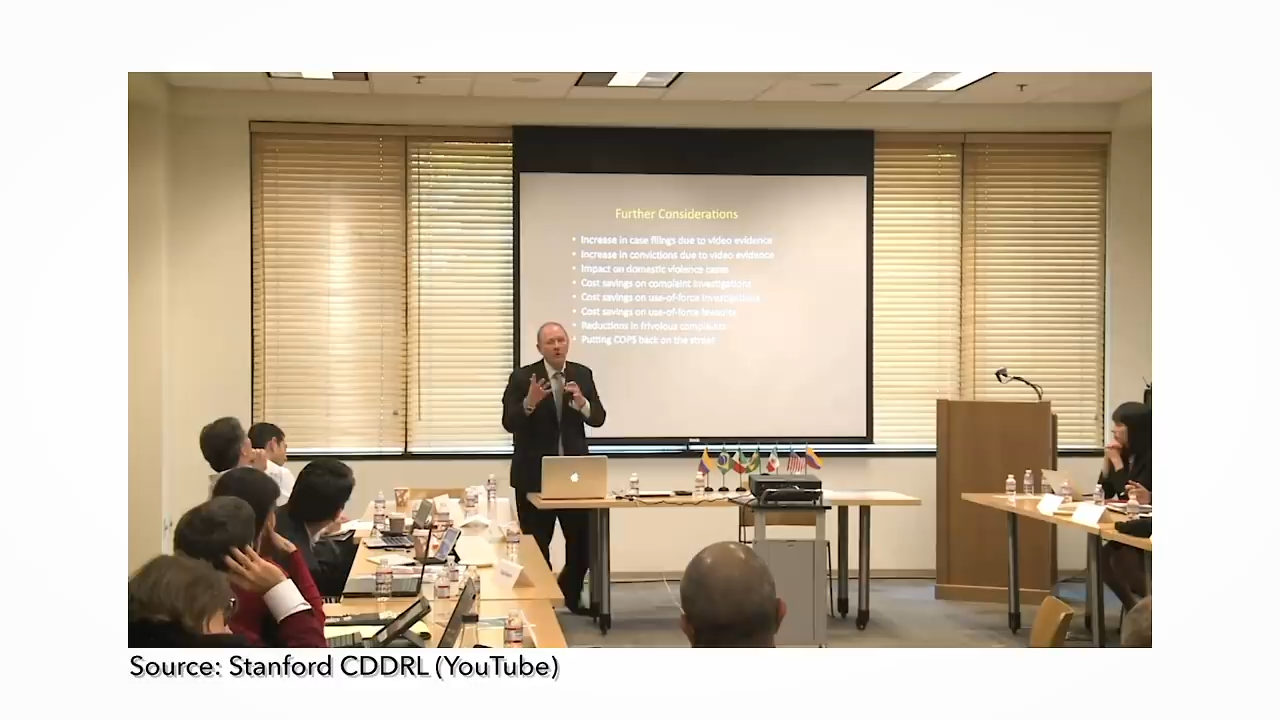 Further Considerations
• Increase in case filings due to video evidence
• Increase in convictions due to video evidence
• Impact on domestic violence cases
• Cost savings on complaint investigations
• Cost savings on use-of-force investigations
• Cost savings on use-of-force lawsuits
• Reductions in frivolous complaints
• Putting COPS back on the street
Source: Stanford CDDRL (YouTube)